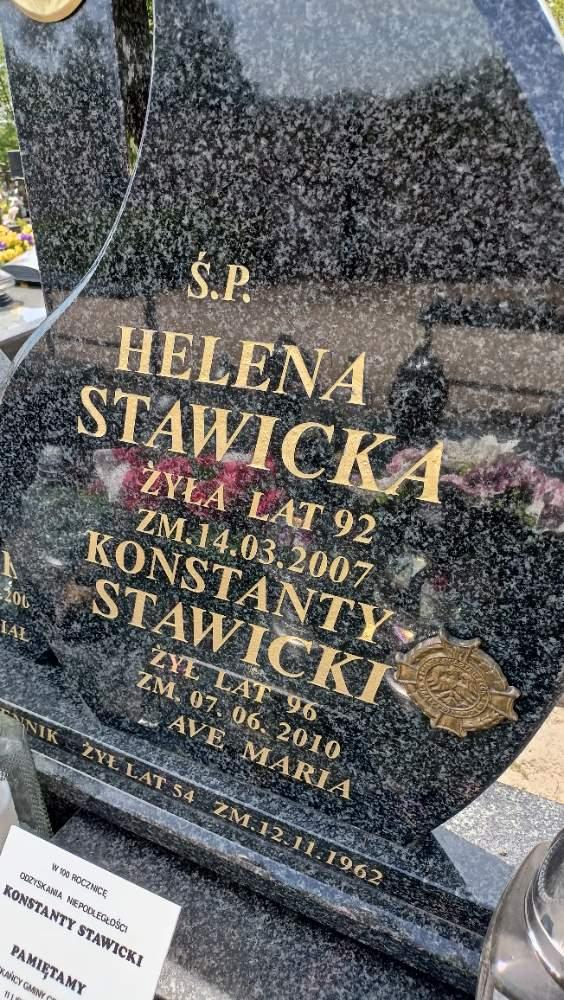 Ś.P.
HELENA
STAWICKA
ŻYŁA LAT 92
ZM.14.03.2007
KONSTANTY
STAWICKI
ŻYŁ LAT 96
ZM. 07. 06. 2010
AVE MARIA
ŻYŁ LAT 54 ZM.12.11.1962
W 100 ROCZNICĘ
ODZYSKANIA NIEPODLEGŁOŚCI
KONSTANTY STAWICKI
PAMIĘTAMY
GMINY